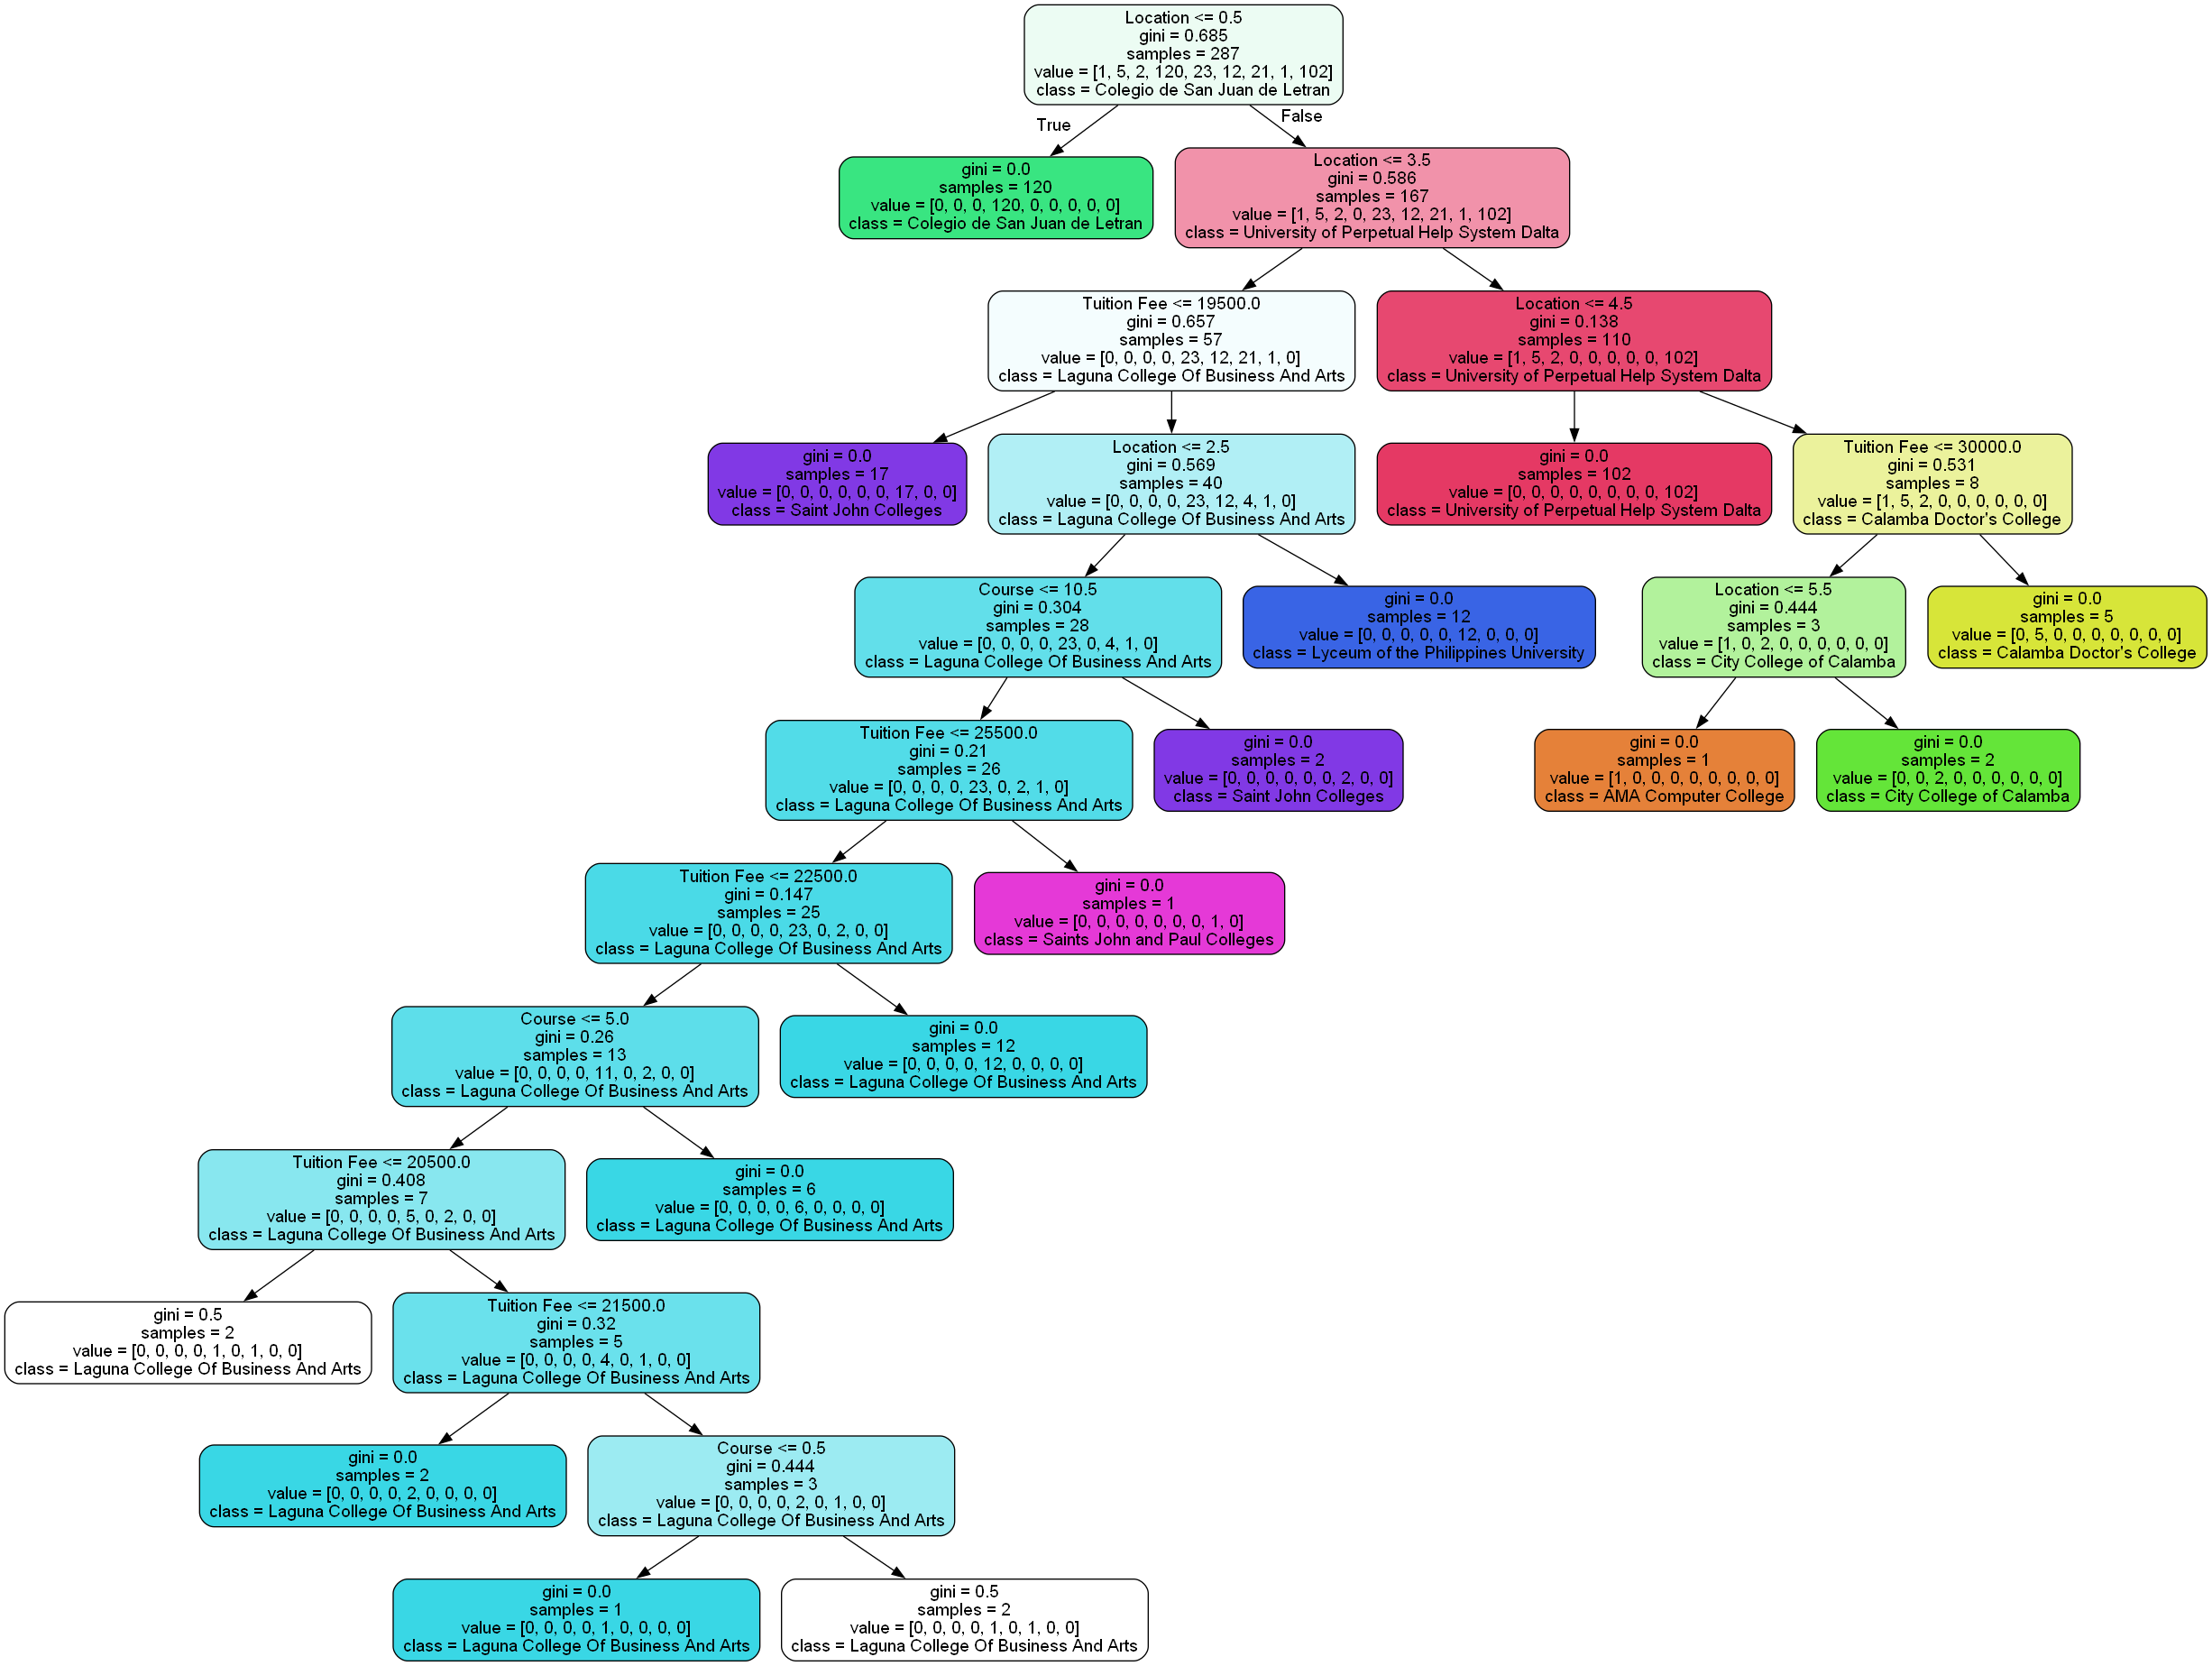 Location <= 0.5
gini = 0.685
samples = 287
value = [1, 5, 2, 120, 23, 12, 21, 1, 102]
class = Colegio de San Juan de Letran
True
False
gini = 0.0
samples = 120
value = [0, 0, 0, 120, 0, 0, 0, 0, 0]
class = Colegio de San Juan de Letran
Location <= 3.5
gini = 0.586
samples = 167
value = [1, 5, 2, 0, 23, 12, 21, 1, 102]
class = University of Perpetual Help System Dalta
Tuition Fee <= 19500.0
gini = 0.657
samples = 57
value = [0, 0, 0, 0, 23, 12, 21, 1, 0]
class = Laguna College Of Business And Arts
Location <= 4.5
gini = 0.138
samples = 110
value = [1, 5, 2, 0, 0, 0, 0, 0, 102]
class = University of Perpetual Help System Dalta
gini = 0.0
samples = 17
value = [0, 0, 0, 0, 0, 0, 17, 0, 0]
class = Saint John Colleges
Location <= 2.5
gini = 0.569
samples = 40
value = [0, 0, 0, 0, 23, 12, 4, 1, 0]
class = Laguna College Of Business And Arts
gini = 0.0
samples = 102
value = [0, 0, 0, 0, 0, 0, 0, 0, 102]
class = University of Perpetual Help System Dalta
Tuition Fee <= 30000.0
gini = 0.531
samples = 8
value = [1, 5, 2, 0, 0, 0, 0, 0, 0]
class = Calamba Doctor's College
Course <= 10.5
gini = 0.304
samples = 28
value = [0, 0, 0, 0, 23, 0, 4, 1, 0]
class = Laguna College Of Business And Arts
gini = 0.0
samples = 12
value = [0, 0, 0, 0, 0, 12, 0, 0, 0]
class = Lyceum of the Philippines University
Location <= 5.5
gini = 0.444
samples = 3
value = [1, 0, 2, 0, 0, 0, 0, 0, 0]
class = City College of Calamba
gini = 0.0
samples = 5
value = [0, 5, 0, 0, 0, 0, 0, 0, 0]
class = Calamba Doctor's College
Tuition Fee <= 25500.0
gini = 0.21
samples = 26
value = [0, 0, 0, 0, 23, 0, 2, 1, 0]
class = Laguna College Of Business And Arts
gini = 0.0
samples = 2
value = [0, 0, 0, 0, 0, 0, 2, 0, 0]
class = Saint John Colleges
gini = 0.0
samples = 1
value = [1, 0, 0, 0, 0, 0, 0, 0, 0]
class = AMA Computer College
gini = 0.0
samples = 2
value = [0, 0, 2, 0, 0, 0, 0, 0, 0]
class = City College of Calamba
Tuition Fee <= 22500.0
gini = 0.147
samples = 25
value = [0, 0, 0, 0, 23, 0, 2, 0, 0]
class = Laguna College Of Business And Arts
gini = 0.0
samples = 1
value = [0, 0, 0, 0, 0, 0, 0, 1, 0]
class = Saints John and Paul Colleges
Course <= 5.0
gini = 0.26
samples = 13
value = [0, 0, 0, 0, 11, 0, 2, 0, 0]
class = Laguna College Of Business And Arts
gini = 0.0
samples = 12
value = [0, 0, 0, 0, 12, 0, 0, 0, 0]
class = Laguna College Of Business And Arts
Tuition Fee <= 20500.0
gini = 0.408
samples = 7
value = [0, 0, 0, 0, 5, 0, 2, 0, 0]
class = Laguna College Of Business And Arts
gini = 0.0
samples = 6
value = [0, 0, 0, 0, 6, 0, 0, 0, 0]
class = Laguna College Of Business And Arts
gini = 0.5
samples = 2
value = [0, 0, 0, 0, 1, 0, 1, 0, 0]
class = Laguna College Of Business And Arts
Tuition Fee <= 21500.0
gini = 0.32
samples = 5
value = [0, 0, 0, 0, 4, 0, 1, 0, 0]
class = Laguna College Of Business And Arts
gini = 0.0
samples = 2
value = [0, 0, 0, 0, 2, 0, 0, 0, 0]
class = Laguna College Of Business And Arts
Course <= 0.5
gini = 0.444
samples = 3
value = [0, 0, 0, 0, 2, 0, 1, 0, 0]
class = Laguna College Of Business And Arts
gini = 0.0
samples = 1
value = [0, 0, 0, 0, 1, 0, 0, 0, 0]
class = Laguna College Of Business And Arts
gini = 0.5
samples = 2
value = [0, 0, 0, 0, 1, 0, 1, 0, 0]
class = Laguna College Of Business And Arts